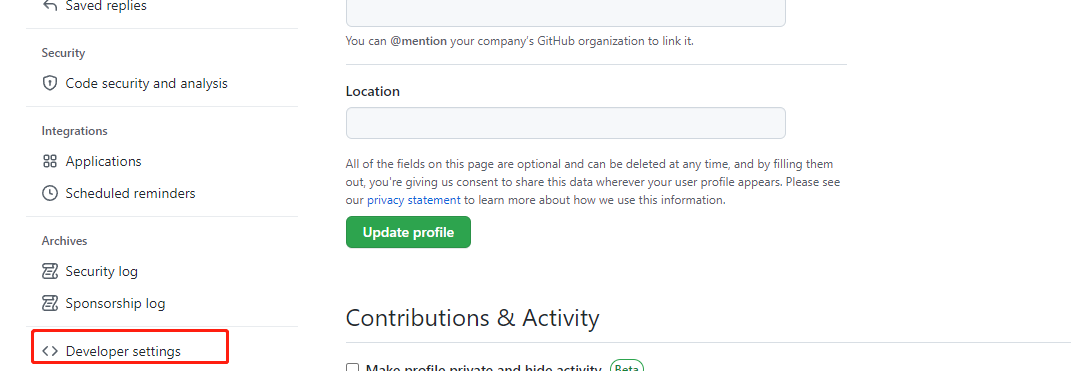 Saved replies
Security
Code security and analysis
Integrations
Applications
Scheduled reminders
Archives
Security log
Sponsorship log
Developer settings
You can @mention your company's GitHub organization to link it.
Location
All of the fields on this page are optional and can be deleted at any time, and by filling them
out, you're giving us consent to share this data wherever your user profile appears. Please see
our privacy statement to learn more about how we use this information.
Update profile
Contributions & Activity
Make profile private and hide activity Beta